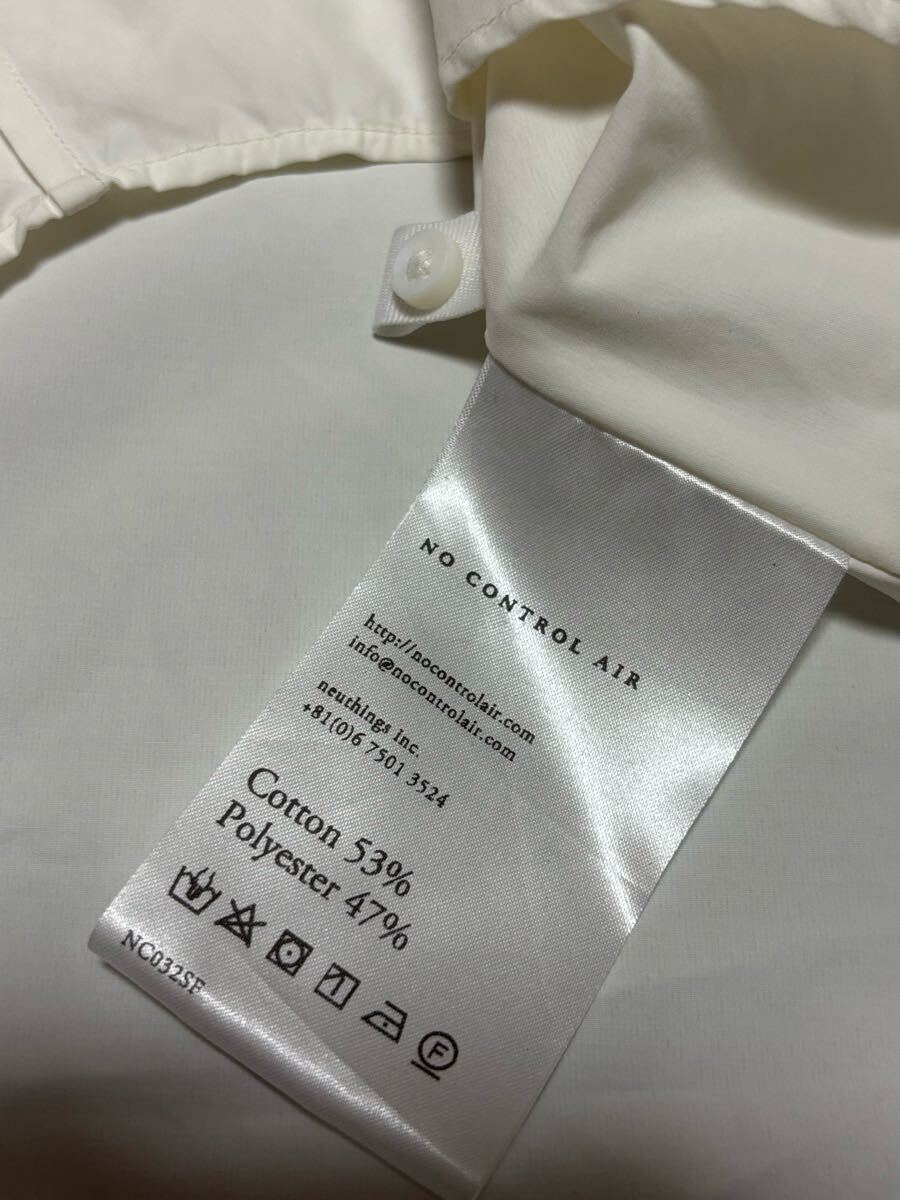 NO CONTROL AIR
http://nocontrolair.com
info@nocontrolair.com
neuthings inc.
+81(0)6 7501 3524
Cotton 53%
Polyester 47%
F
NC032SF